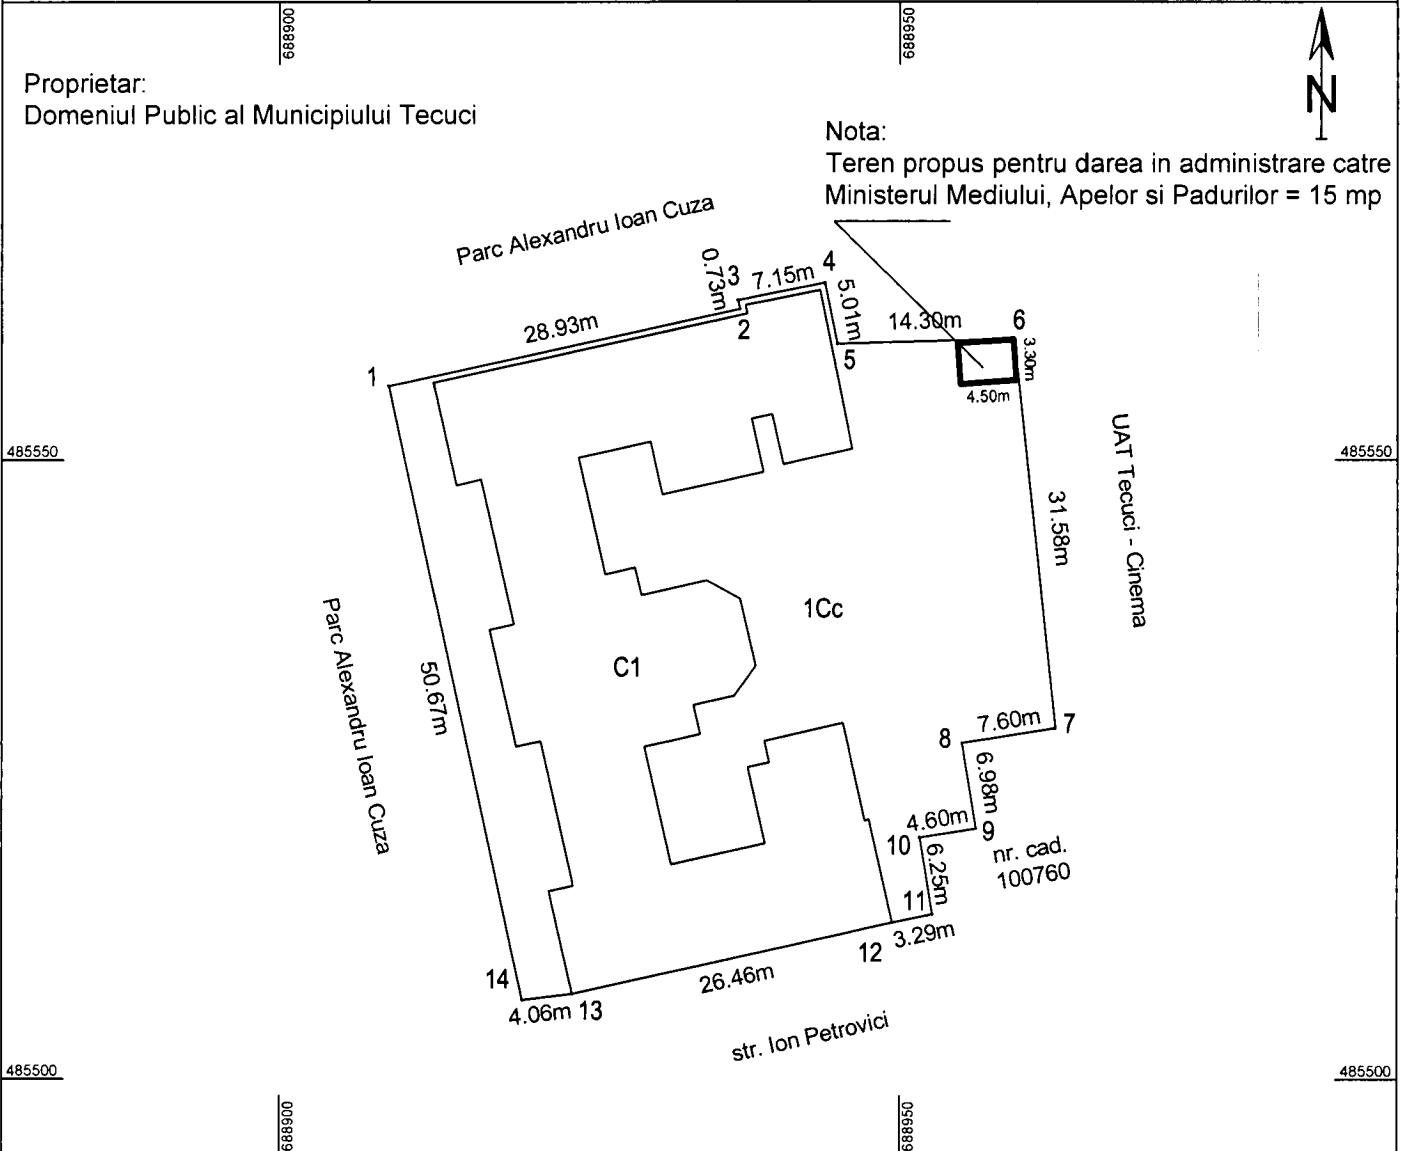 688900
688950
N
Proprietar:
Domeniul Public al Municipiului Tecuci
Nota:
Teren propus pentru darea in administrare catre
Ministerul Mediului, Apelor si Padurilor = 15 mp
Parc Alexandru Ioan Cuza
0.73m
3
7.15m
4
5.01m
28.93m
2
14.30m
6
5
3.30m
1
4.50m
485550
485550
UAT Tecuci - Cinema
31.58m
1Cc
Parc Alexandru Ioan Cuza
C1
50.67m
7.60m
7
8
6.98m
4.60m
9
10
nr. cad.
100760
6.25m
11
12
3.29m
14
26.46m
4.06m
13
str. Ion Petrovici
485500
485500
688900
688950